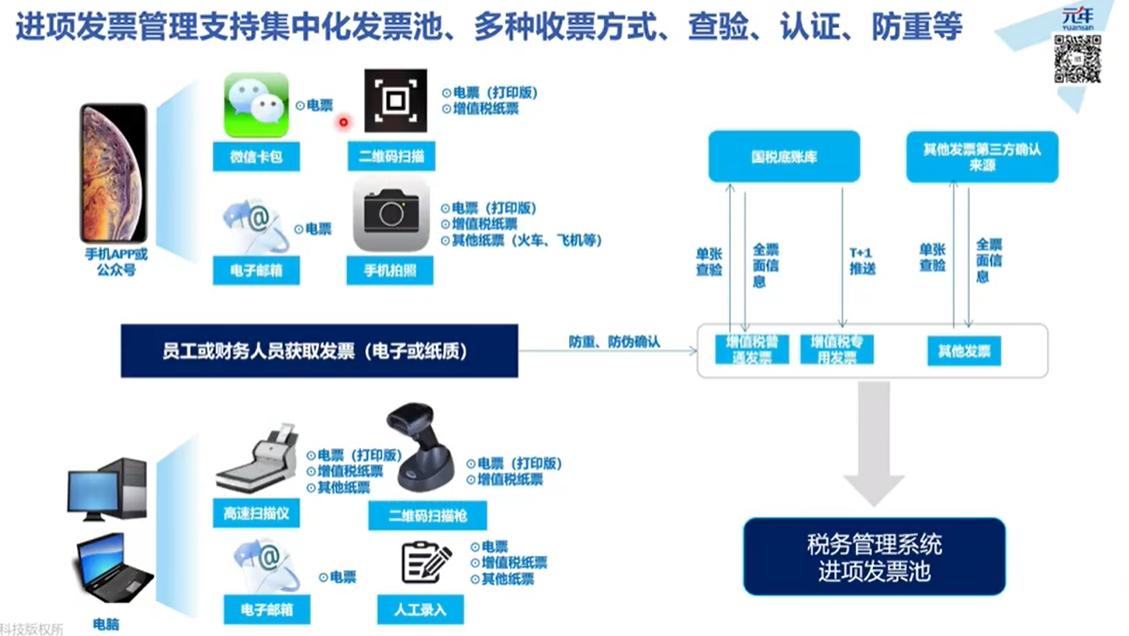 进项发票管理支持集中化发票池、多种收票方式、查验、认证、防重等
元年
Yuanian
⊙电票
微信卡包
⊙电票（打印版）
⊙增值税纸票
二维码扫描
⊙电票
电子邮箱
⊙电票（打印版）
⊙增值税纸票
⊙其他纸票（火车、飞机等）
手机拍照
手机APP或
公众号
国税底账库
其他发票第三方确认
来源
单张
查验
全票
面信
息
T+1
推送
单张
查验
全票
面信
息
员工或财务人员获取发票（电子或纸质）
防重、防伪确认
增值税普
通发票
增值税专
用发票
其他发票
⊙电票（打印版）
⊙增值税纸票
⊙其他纸票
高速扫描仪
⊙电票（打印版）
⊙增值税纸票
二维码扫描枪
⊙电票
电子邮箱
⊙电票
⊙增值税纸票
⊙其他纸票
人工录入
电脑
税务管理系统
进项发票池
科技版权所